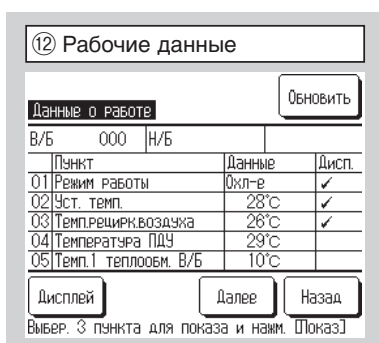 ⑫ Рабочие данные
Обновить
Данные о работе
В/Б 000 Н/Б
Пункт Данные Дисп.
01 Режим работы Охл-е ✓
02 Уст. темп. 28°C ✓
03 Темп.рецирк.воздуха 26°C ✓
04 Температура ПДУ 29°C
05 Темп.1 теплообм. В/Б 10°C
Дисплей Далее Назад
Выбер. 3 пункта для показа и нажм. [Показ]